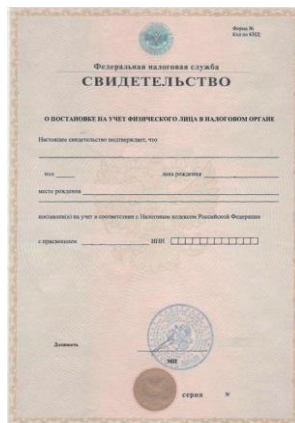 Форма №
Код по КНД
Федеральная налоговая служба
СВИДЕТЕЛЬСТВО
О ПОСТАНОВКЕ НА УЧЕТ ФИЗИЧЕСКОГО ЛИЦА В НАЛОГОВОМ ОРГАНЕ
Настоящее свидетельство подтверждает, что
пол дата рождения
место рождения
поставлен(а) на учет в соответствии с Налоговым кодексом Российской Федерации
с присвоением ИНН
Должность
МП
серия №